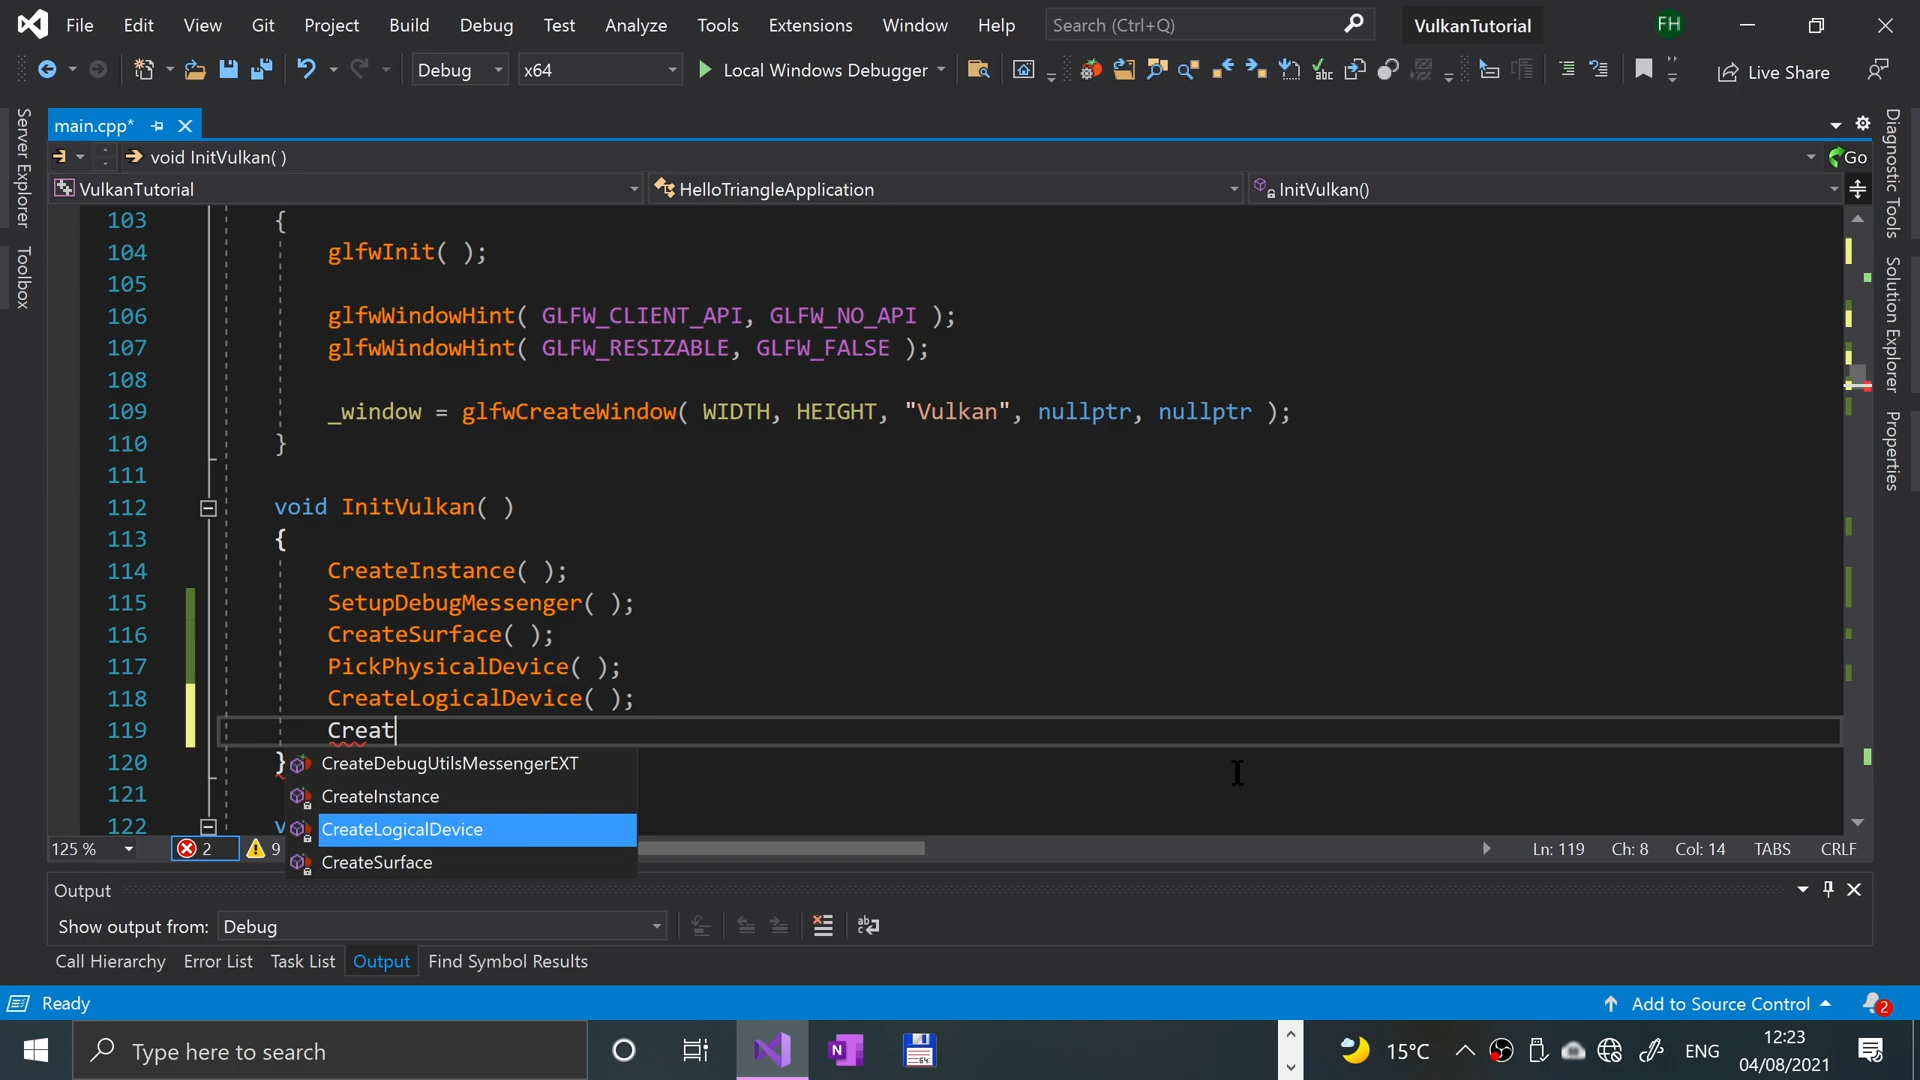 File Edit View Git Project Build Debug Test Analyze Tools Extensions Window Help Search (Ctrl+Q) VulkanTutorial FH
Debug x64 Local Windows Debugger Live Share
Server Explorer
Toolbox
main.cpp*
void InitVulkan( ) Go
VulkanTutorial HelloTriangleApplication InitVulkan()
103 {
104 glfwInit( );
105
106 glfwWindowHint( GLFW_CLIENT_API, GLFW_NO_API );
107 glfwWindowHint( GLFW_RESIZABLE, GLFW_FALSE );
108
109 _window = glfwCreateWindow( WIDTH, HEIGHT, "Vulkan", nullptr, nullptr );
110 }
111
112 void InitVulkan( )
113 {
114 CreateInstance( );
115 SetupDebugMessenger( );
116 CreateSurface( );
117 PickPhysicalDevice( );
118 CreateLogicalDevice( );
119 Creat
120 } CreateDebugUtilsMessengerEXT
121 CreateInstance
122 v CreateLogicalDevice
CreateSurface
125 % 2 9 Ln: 119 Ch: 8 Col: 14 TABS CRLF
Diagnostic Tools
Solution Explorer
Properties
Output
Show output from: Debug
Call Hierarchy Error List Task List Output Find Symbol Results
Ready Add to Source Control 2
Type here to search 15°C ENG 12:23
04/08/2021